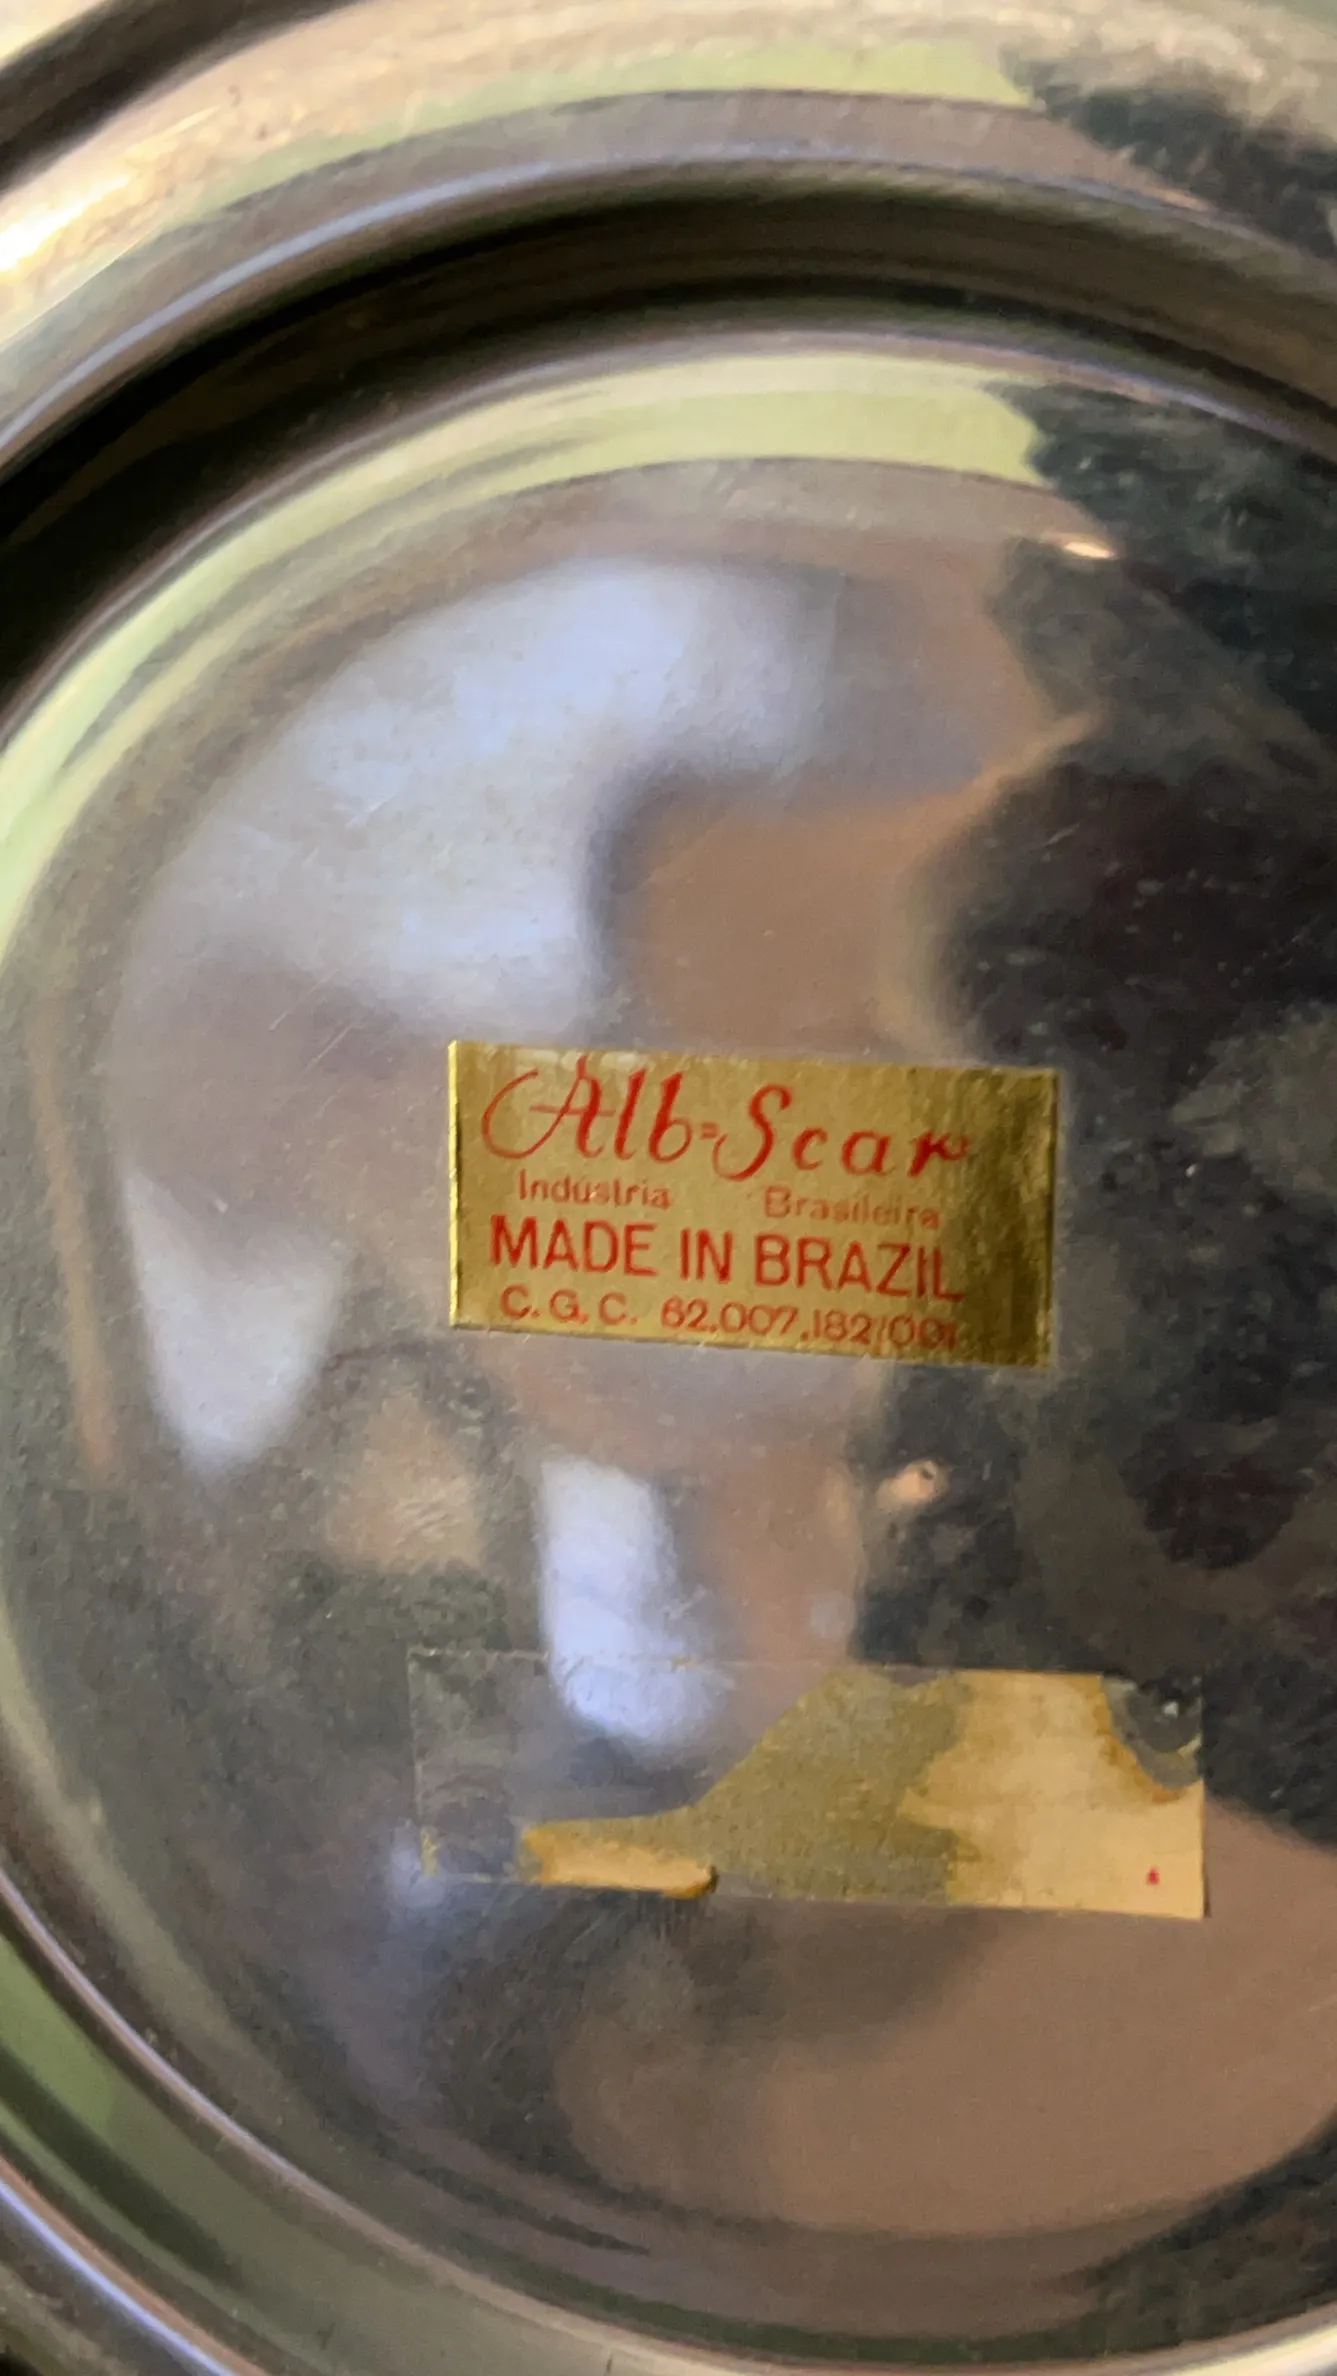 Alb-Scar
Indústria Brasileira
MADE IN BRAZIL
C.G.C. 62.007.182/001